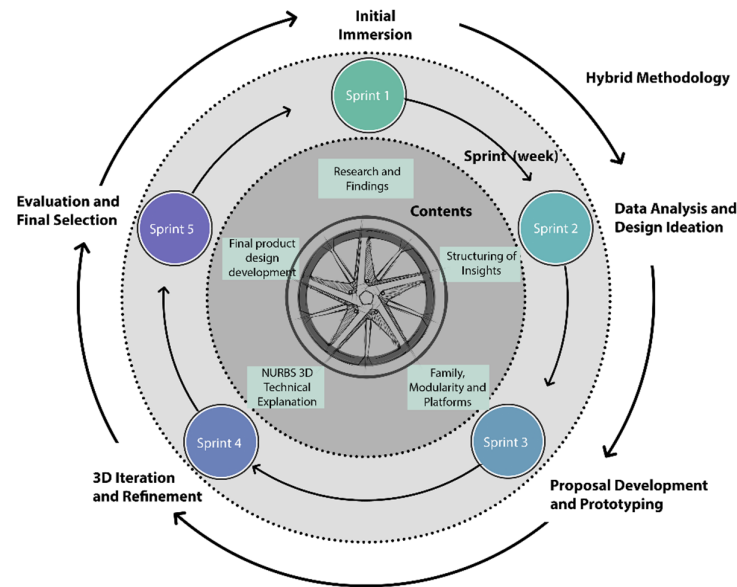 Initial
Immersion
Hybrid Methodology
Sprint 1
Sprint (week)
Research and
Findings
Evaluation and
Final Selection
Contents
Data Analysis and
Design Ideation
Sprint 5
Sprint 2
Final product
design
development
Structuring of
Insights
NURBS 3D
Technical
Explanation
Family,
Modularity and
Platforms
Sprint 4
Sprint 3
3D Iteration
and Refinement
Proposal Development
and Prototyping